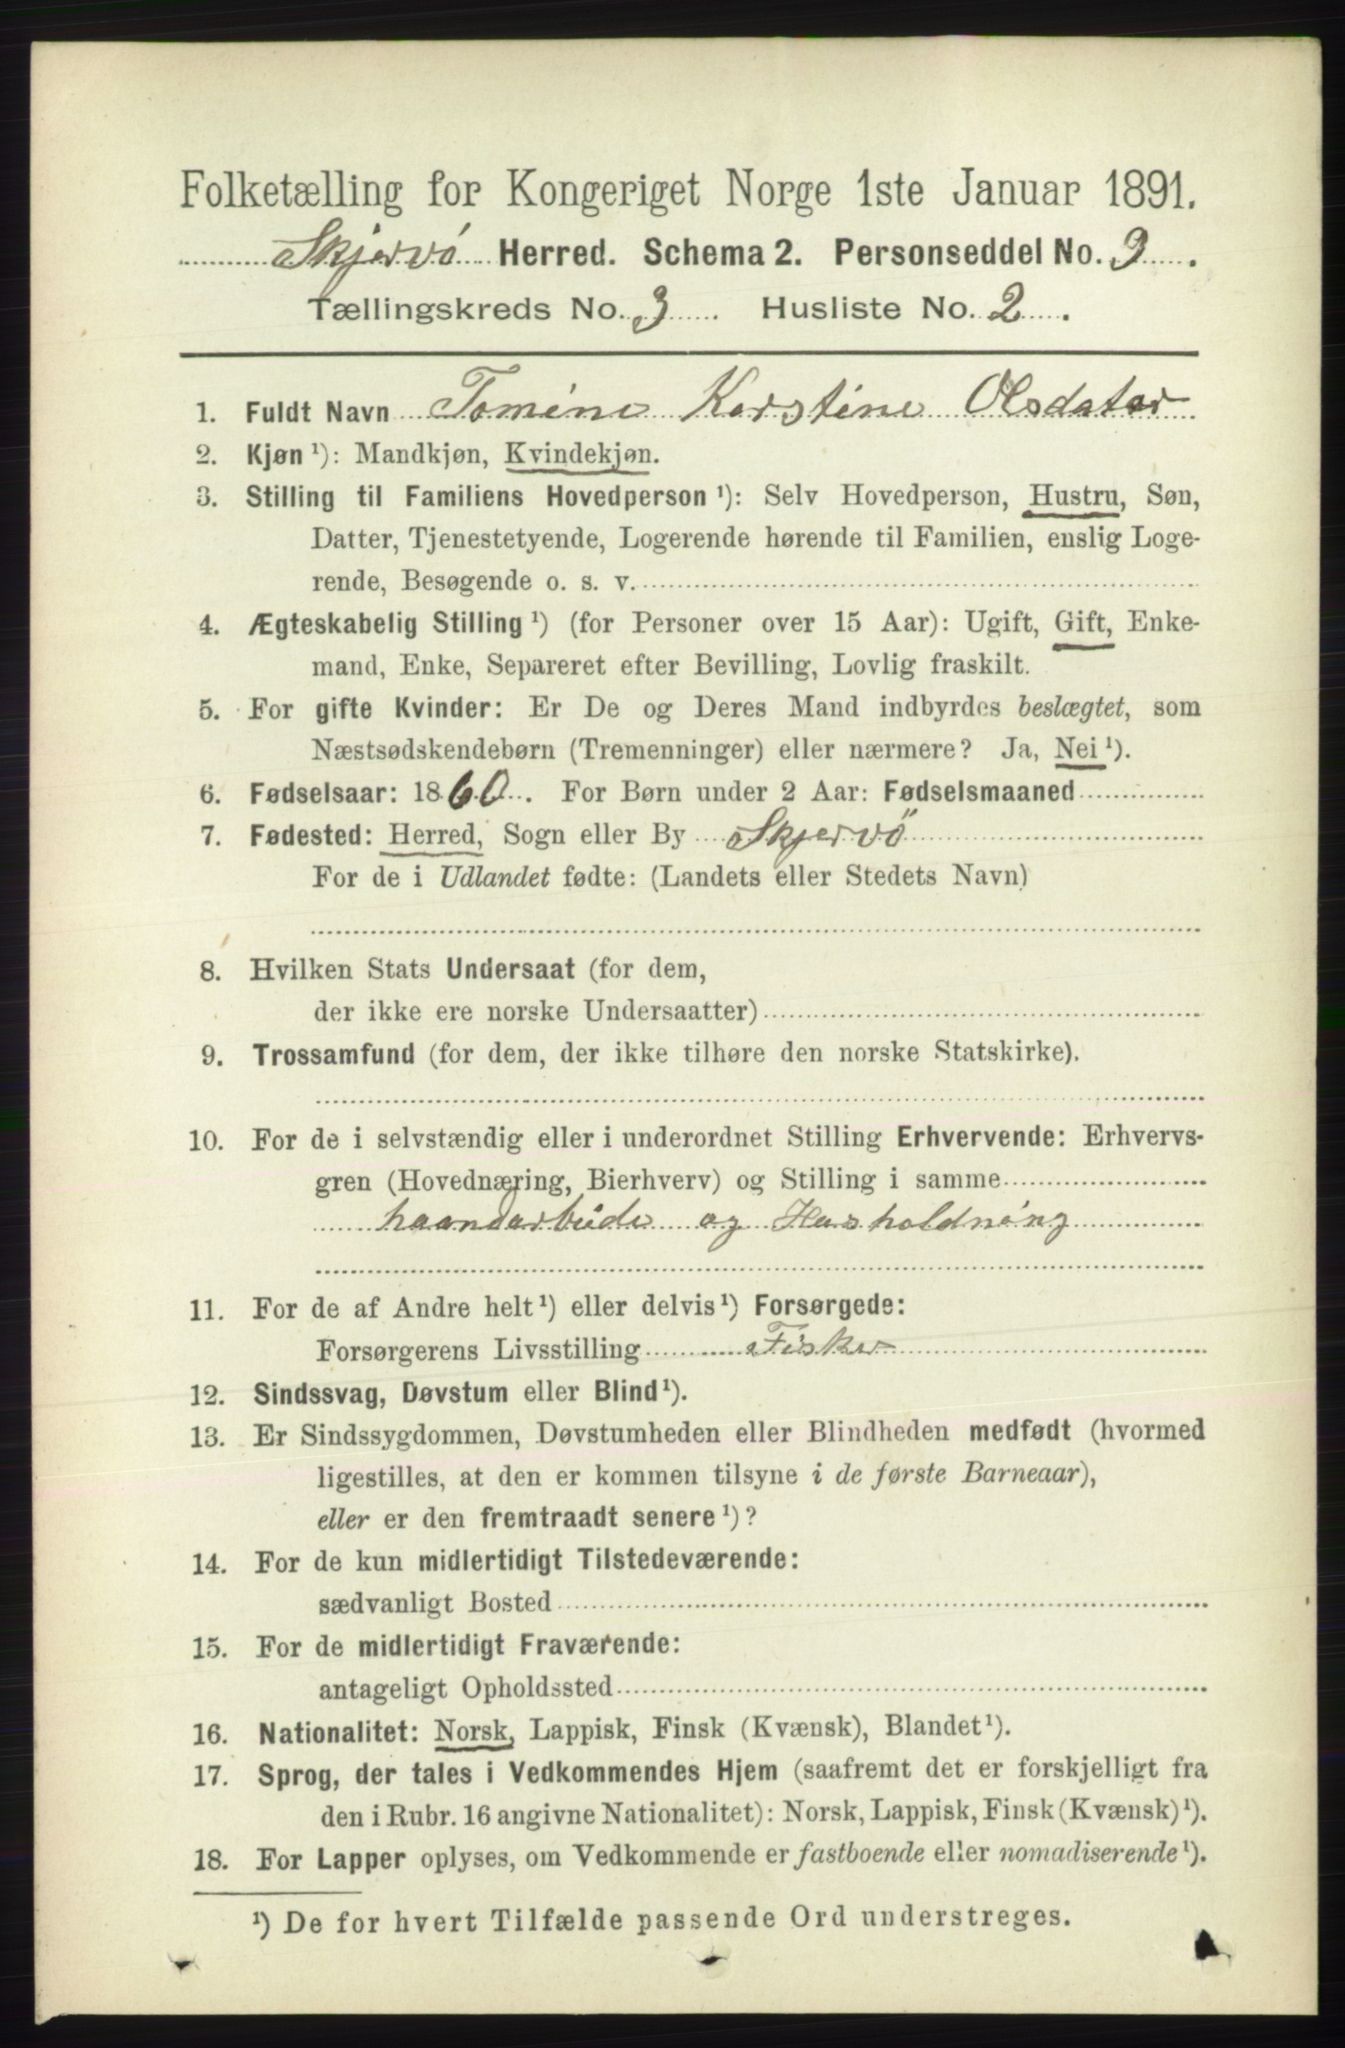 Folketælling for Kongeriget Norge 1ste Januar 1891.
Skjervö Herred. Schema 2. Personseddel No. 3.
Tællingskreds No. 3. Husliste No. 2.
1. Fuldt Navn Tomine Kerstine Olsdater
2. Kjøn ¹): Mandkjøn, Kvindekjøn.
3. Stilling til Familiens Hovedperson ¹): Selv Hovedperson, Hustru, Søn,
Datter, Tjenestetyende, Logerende hørende til Familien, enslig Loge-
rende, Besøgende o. s. v.
4. Ægteskabelig Stilling ¹) (for Personer over 15 Aar): Ugift, Gift, Enke-
mand, Enke, Separeret efter Bevilling, Lovlig fraskilt.
5. For gifte Kvinder: Er De og Deres Mand indbyrdes beslægtet, som
Næstsødskendebørn (Tremenninger) eller nærmere? Ja, Nei ¹).
6. Fødselsaar: 1860. For Børn under 2 Aar: Fødselsmaaned
7. Fødested: Herred, Sogn eller By Skjervö
For de i Udlandet fødte: (Landets eller Stedets Navn)
8. Hvilken Stats Undersaat (for dem,
der ikke ere norske Undersaatter)
9. Trossamfund (for dem, der ikke tilhøre den norske Statskirke).
10. For de i selvstændig eller i underordnet Stilling Erhvervende: Erhvervs-
gren (Hovednæring, Bierhverv) og Stilling i samme
haandarbeide og Husholdning
11. For de af Andre helt ¹) eller delvis ¹) Forsørgede:
Forsørgerens Livsstilling Fisker
12. Sindssvag, Døvstum eller Blind ¹).
13. Er Sindssygdommen, Døvstumheden eller Blindheden medfødt (hvormed
ligestilles, at den er kommen tilsyne i de første Barneaar),
eller er den fremtraadt senere ¹)?
14. For de kun midlertidigt Tilstedeværende:
sædvanligt Bosted
15. For de midlertidigt Fraværende:
antageligt Opholdssted
16. Nationalitet: Norsk, Lappisk, Finsk (Kvænsk), Blandet ¹).
17. Sprog, der tales i Vedkommendes Hjem (saafremt det er forskjelligt fra
den i Rubr. 16 angivne Nationalitet): Norsk, Lappisk, Finsk (Kvænsk) ¹).
18. For Lapper oplyses, om Vedkommende er fastboende eller nomadiserende ¹).
¹) De for hvert Tilfælde passende Ord understreges.